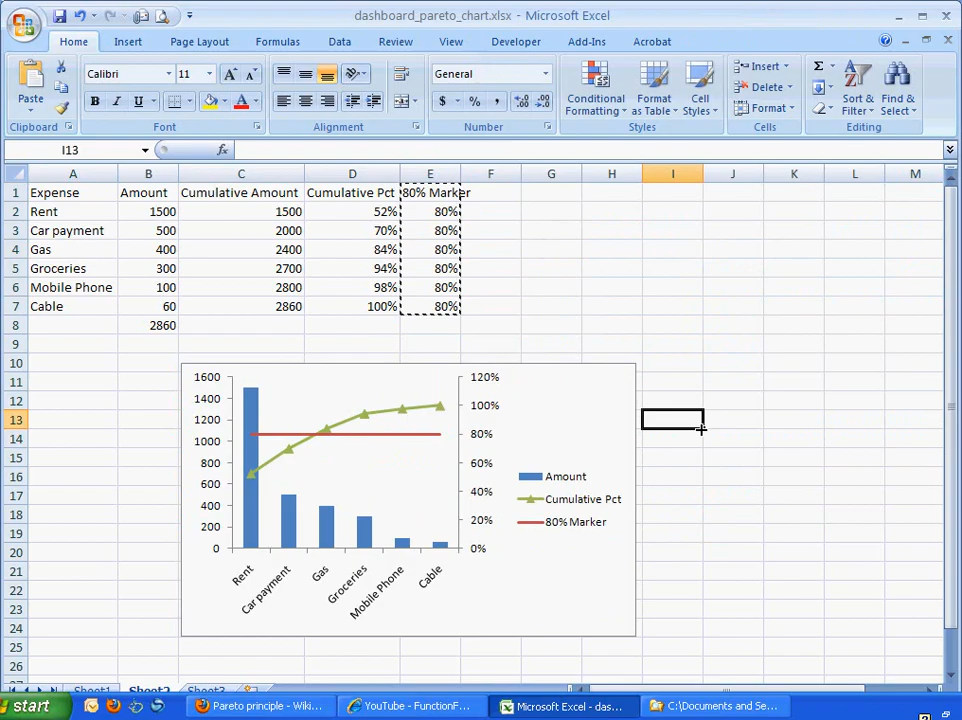 dashboard_pareto_chart.xlsx - Microsoft Excel
Home Insert Page Layout Formulas Data Review View Developer Add-Ins Acrobat
Paste Calibri 11 A A General Conditional Formatting Format as Table Cell Styles Insert Delete Format Σ Sort & Filter Find & Select
B I U A $ % ,
Clipboard Font Alignment Number Styles Cells Editing
I13 fx
A B C D E F G H I J K L M
1 Expense Amount Cumulative Amount Cumulative Pct 80% Marker
2 Rent 1500 1500 52% 80%
3 Car payment 500 2000 70% 80%
4 Gas 400 2400 84% 80%
5 Groceries 300 2700 94% 80%
6 Mobile Phone 100 2800 98% 80%
7 Cable 60 2860 100% 80%
8 2860
9
10
11
12
13
14
15
16
17
18
19
20
21
22
23
24
25
26
1600 120%
1400 100%
1200
1000 80%
800 60%
600 40%
400
200 20%
0 0%
Amount
Cumulative Pct
80% Marker
Rent Car payment Gas Groceries Mobile Phone Cable
Sheet1 Sheet2 Sheet3
start Pareto principle - Wiki... YouTube - FunctionF... Microsoft Excel - das... C:\Documents and Se...